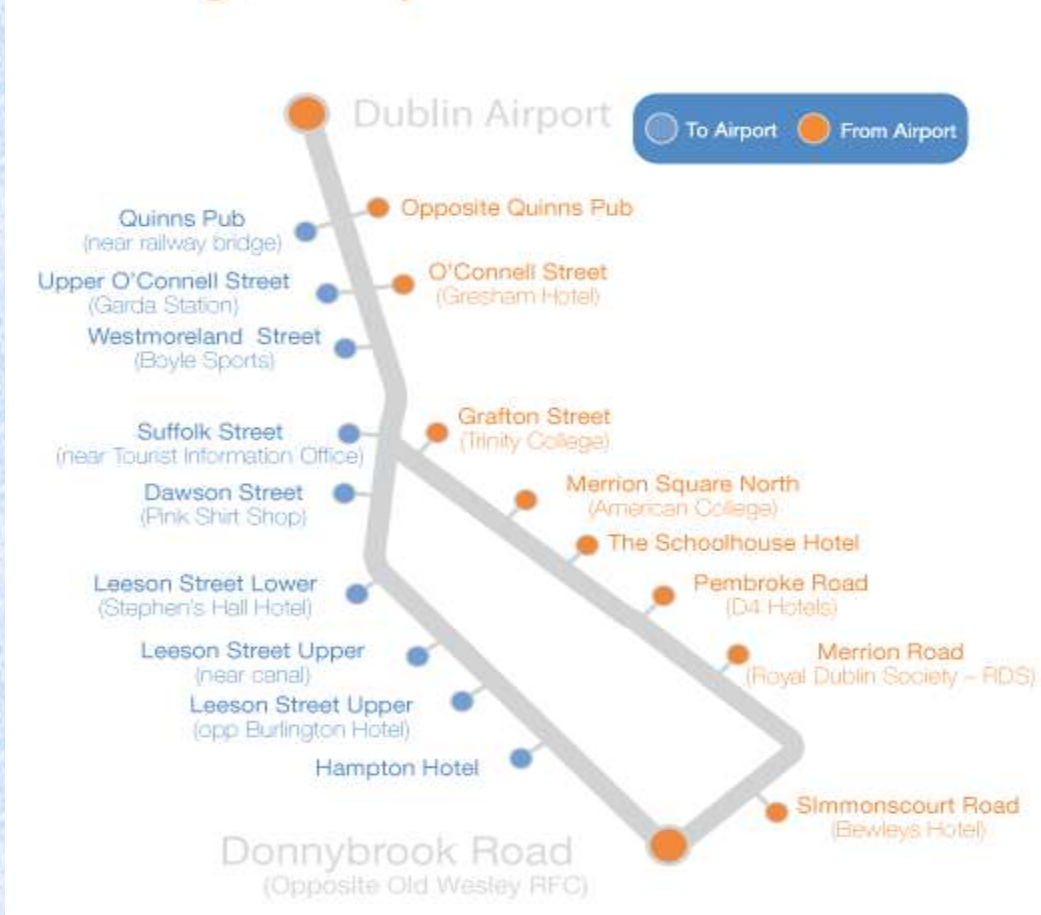 Dublin Airport
To Airport
From Airport
Opposite Quinns Pub
Quinns Pub
(near railway bridge)
O'Connell Street
(Gresham Hotel)
Upper O'Connell Street
(Garda Station)
Westmoreland Street
(Boyle Sports)
Grafton Street
(Trinity College)
Suffolk Street
(near Tourist Information Office)
Merrion Square North
(American College)
Dawson Street
(Pink Shirt Shop)
The Schoolhouse Hotel
Leeson Street Lower
(Stephen's Hall Hotel)
Pembroke Road
(D4 Hotels)
Leeson Street Upper
(near canal)
Merrion Road
(Royal Dublin Society – RDS)
Leeson Street Upper
(opp Burlington Hotel)
Hampton Hotel
SImmonscourt Road
(Bewleys Hotel)
Donnybrook Road
(Opposite Old Wesley RFC)